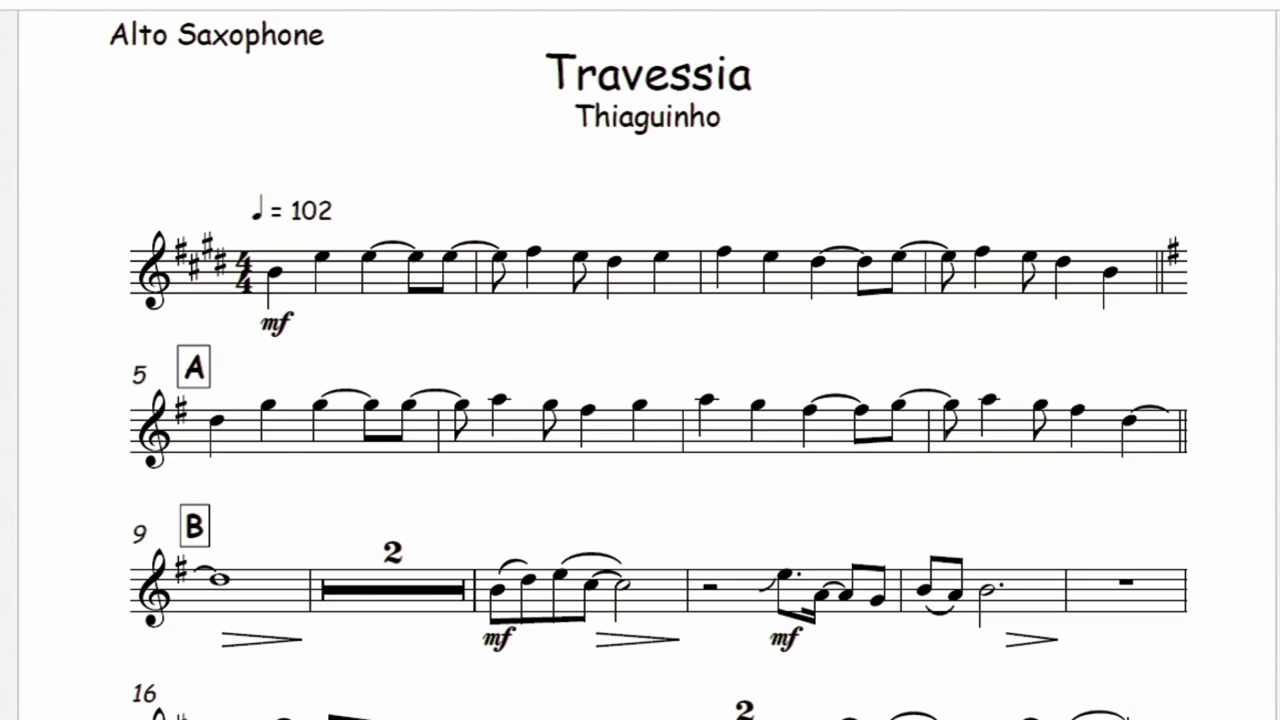 Alto Saxophone
Travessia
Thiaguinho
♩ = 102
4/4
mf
5 A
9 B
2
mf mf
16
2